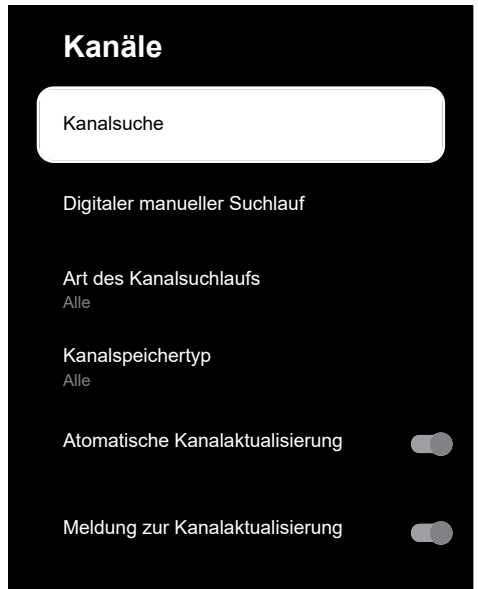 Kanäle
Kanalsuche
Digitaler manueller Suchlauf
Art des Kanalsuchlaufs
Alle
Kanalspeichertyp
Alle
Atomatische Kanalaktualisierung
Meldung zur Kanalaktualisierung